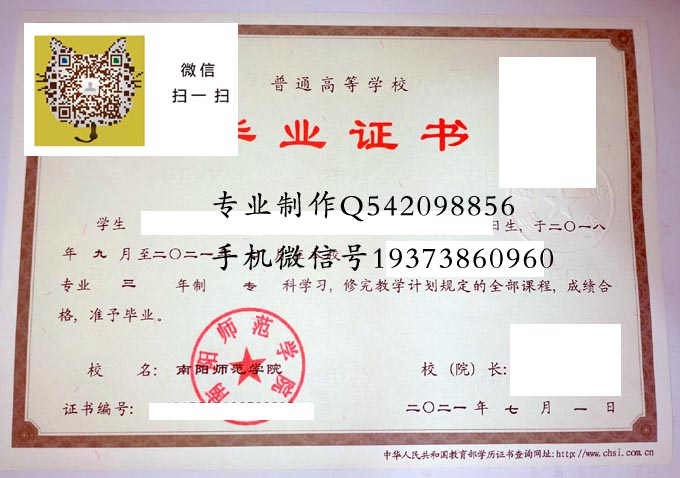 微信
扫一扫
普通高等学校
毕业证书
专业制作Q542098856
学生 日生，于二〇一八
手机微信号19373860960
年 九 月至二〇二一年
专业 三 年制 专 科学习，修完教学计划规定的全部课程，成绩合
格，准予毕业。
南阳师范学院
校 名：南阳师范学院 校（院）长：
证书编号： 二〇二一年 七 月 一 日
中华人民共和国教育部学历证书查询网址:http://www.chsi.com.cn